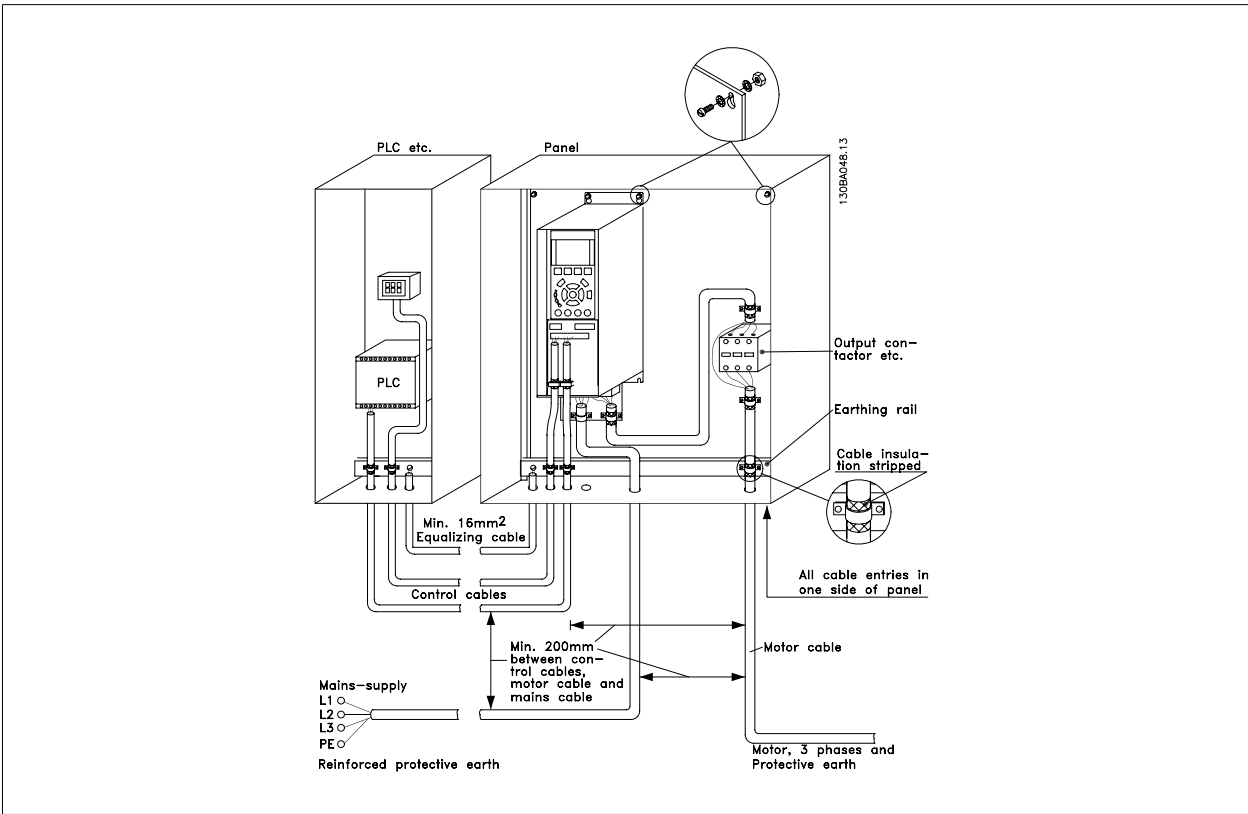 PLC etc.
Panel
130BA048.13
PLC
Output con-
tactor etc.
Earthing rail
Cable insula-
tion stripped
Min. 16mm2
Equalizing cable
All cable entries in
one side of panel
Control cables
Min. 200mm
between con-
trol cables,
motor cable and
mains cable
Motor cable
Mains-supply
L1
L2
L3
PE
Reinforced protective earth
Motor, 3 phases and
Protective earth